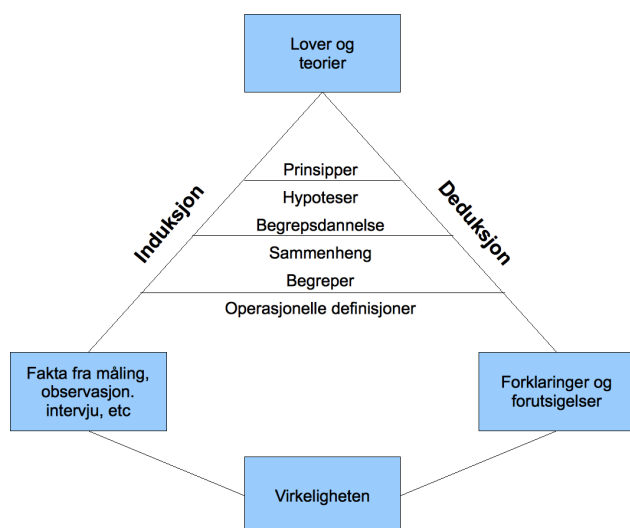 Lover og
teorier
Prinsipper
Hypoteser
Begrepsdannelse
Sammenheng
Begreper
Operasjonelle definisjoner
Induksjon
Deduksjon
Fakta fra måling,
observasjon.
intervju, etc
Forklaringer og
forutsigelser
Virkeligheten